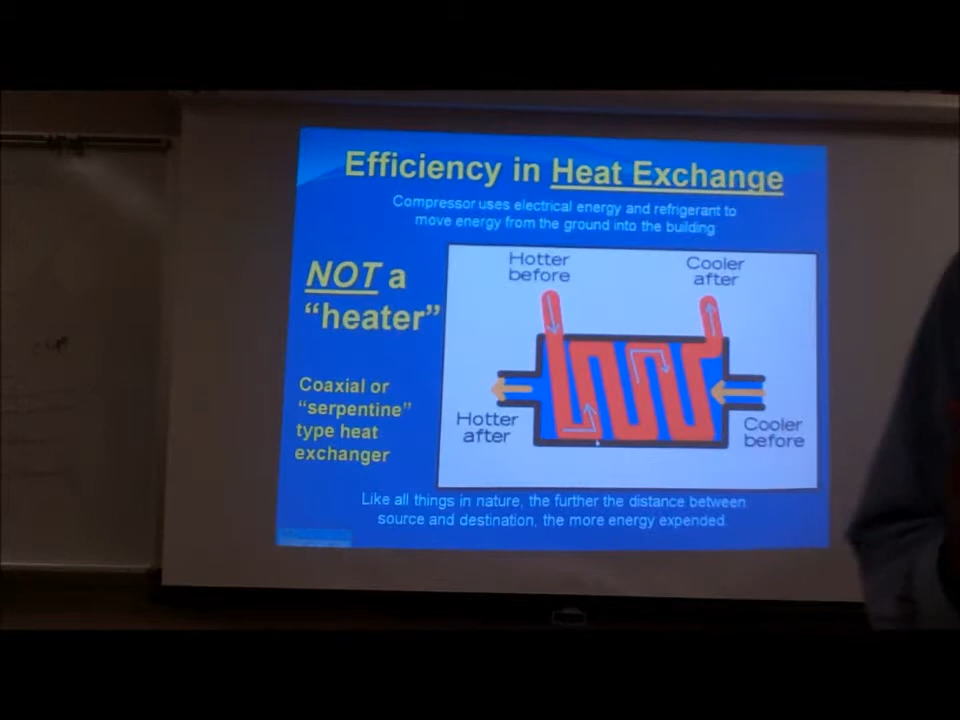 Efficiency in Heat Exchange
Compressor uses electrical energy and refrigerant to
move energy from the ground into the building
NOT a
“heater”
Hotter
before
Cooler
after
Coaxial or
“serpentine”
type heat
exchanger
Hotter
after
Cooler
before
Like all things in nature, the further the distance between
source and destination, the more energy expended.